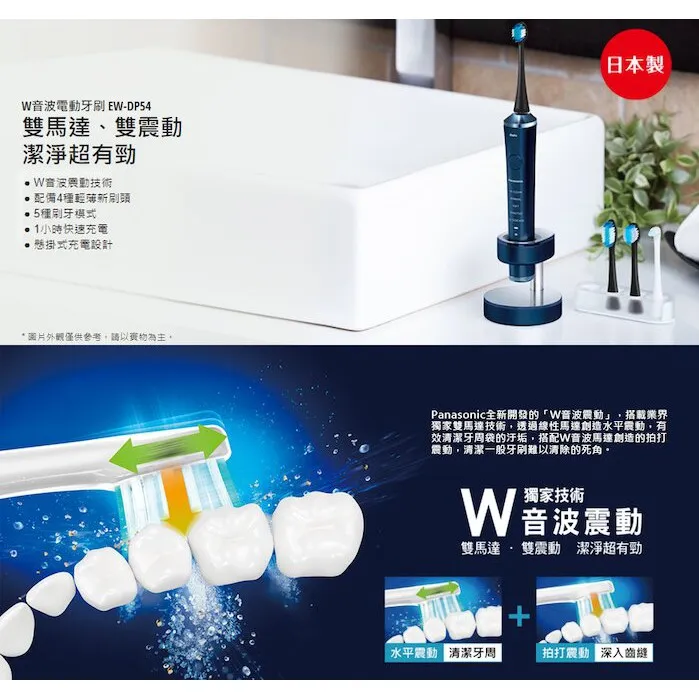 日本製
W音波電動牙刷 EW-DP54
雙馬達、雙震動
潔淨超有勁
• W音波震動技術
• 配備4種輕薄新刷頭
• 5種刷牙模式
• 1小時快速充電
• 懸掛式充電設計
*圖片外觀僅供參考，請以實物為主。
Panasonic全新開發的「W音波震動」，搭載業界
獨家雙馬達技術，透過線性馬達創造水平震動，有
效清潔牙周袋的汙垢，搭配W音波馬達創造的拍打
震動，清潔一般牙刷難以清除的死角。
獨家技術
W音波震動
雙馬達．雙震動 潔淨超有勁
+
水平震動 清潔牙周
拍打震動 深入齒縫